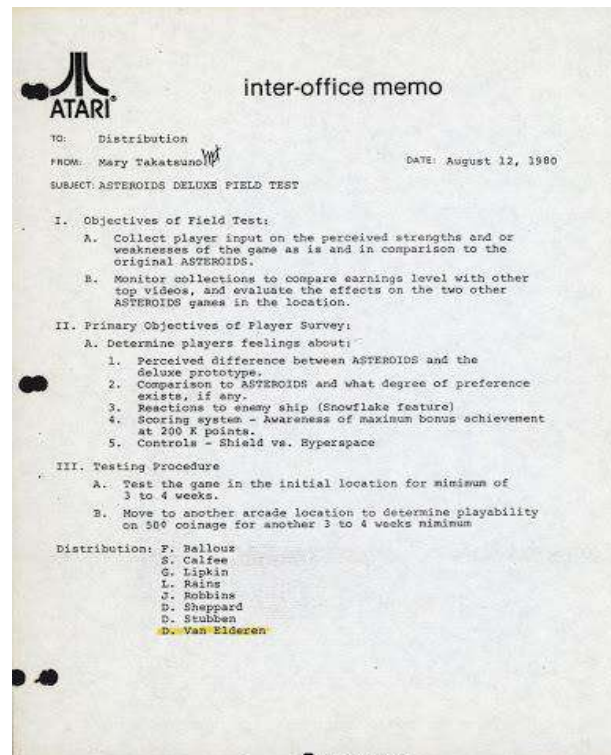 ATARI®
inter-office memo
TO: Distribution
FROM: Mary Takatsuno
DATE: August 12, 1980
SUBJECT: ASTEROIDS DELUXE FIELD TEST
I. Objectives of Field Test:
A. Collect player input on the perceived strengths and or
weaknesses of the game as is and in comparison to the
original ASTEROIDS.
B. Monitor collections to compare earnings level with other
top videos, and evaluate the effects on the two other
ASTEROIDS games in the location.
II. Primary Objectives of Player Survey:
A. Determine players feelings about:
1. Perceived difference between ASTEROIDS and the
deluxe prototype.
2. Comparison to ASTEROIDS and what degree of preference
exists, if any.
3. Reactions to enemy ship (Snowflake feature)
4. Scoring system - Awareness of maximum bonus achievement
at 200 K points.
5. Controls - Shield vs. Hyperspace
III. Testing Procedure
A. Test the game in the initial location for mimimum of
3 to 4 weeks.
B. Move to another arcade location to determine playability
on 50¢ coinage for another 3 to 4 weeks mimimum
Distribution: F. Ballouz
S. Calfee
G. Lipkin
L. Rains
J. Robbins
D. Sheppard
D. Stubben
D. Van Elderen